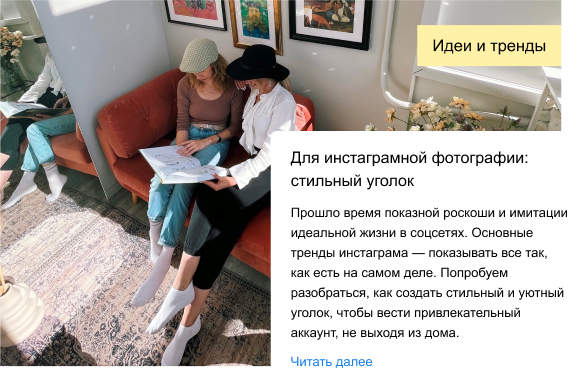 Идеи и тренды
Для инстаграмной фотографии:
стильный уголок
Прошло время показной роскоши и имитации
идеальной жизни в соцсетях. Основные
тренды инстаграма — показывать все так,
как есть на самом деле. Попробуем
разобраться, как создать стильный и уютный
уголок, чтобы вести привлекательный
аккаунт, не выходя из дома.
Читать далее